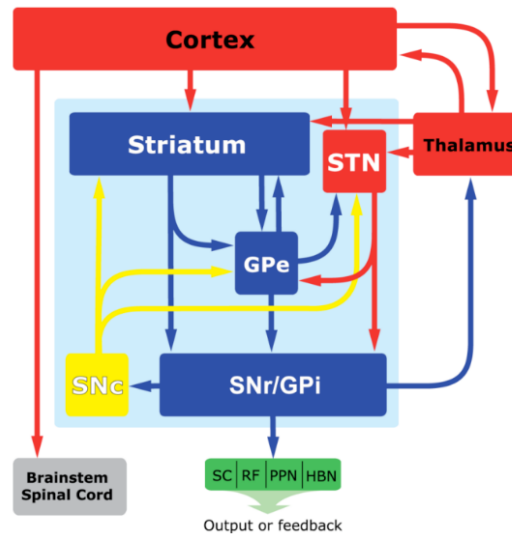 Cortex
Striatum
STN
Thalamus
GPe
SNc
SNr/GPi
Brainstem
Spinal Cord
SC RF PPN HBN
Output or feedback